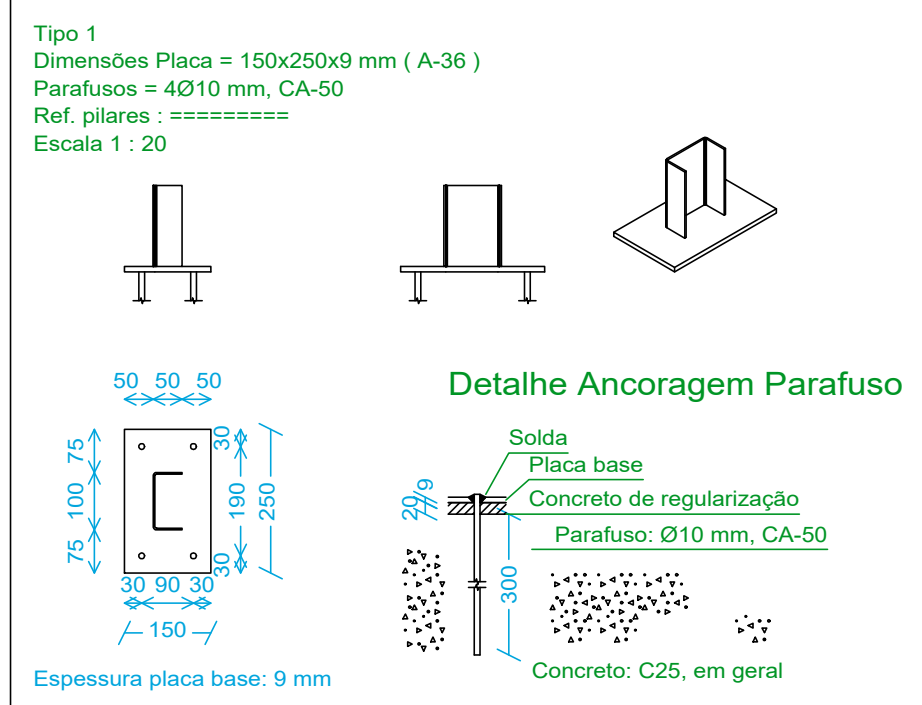 Tipo 1
Dimensões Placa = 150x250x9 mm ( A-36 )
Parafusos = 4Ø10 mm, CA-50
Ref. pilares : =========
Escala 1 : 20
50 50 50
75
100
75
30
190
30
250
30 90 30
150
Espessura placa base: 9 mm
Detalhe Ancoragem Parafuso
Solda
Placa base
Concreto de regularização
Parafuso: Ø10 mm, CA-50
20
9
300
Concreto: C25, em geral